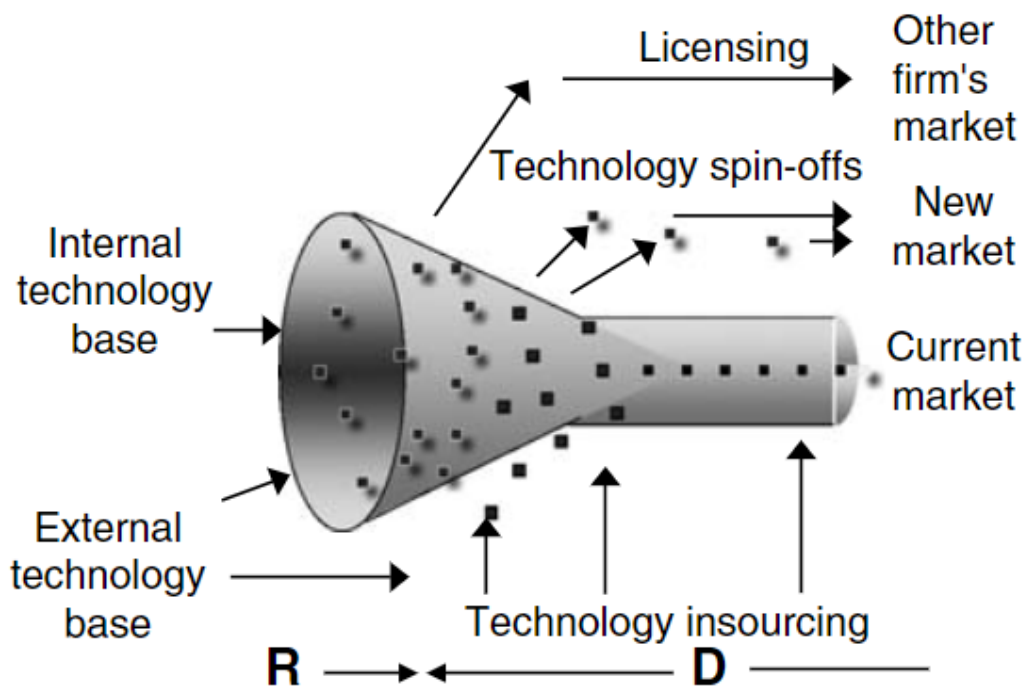 Licensing
Other
firm's
market
Technology spin-offs
New
market
Internal
technology
base
Current
market
External
technology
base
Technology insourcing
R
D